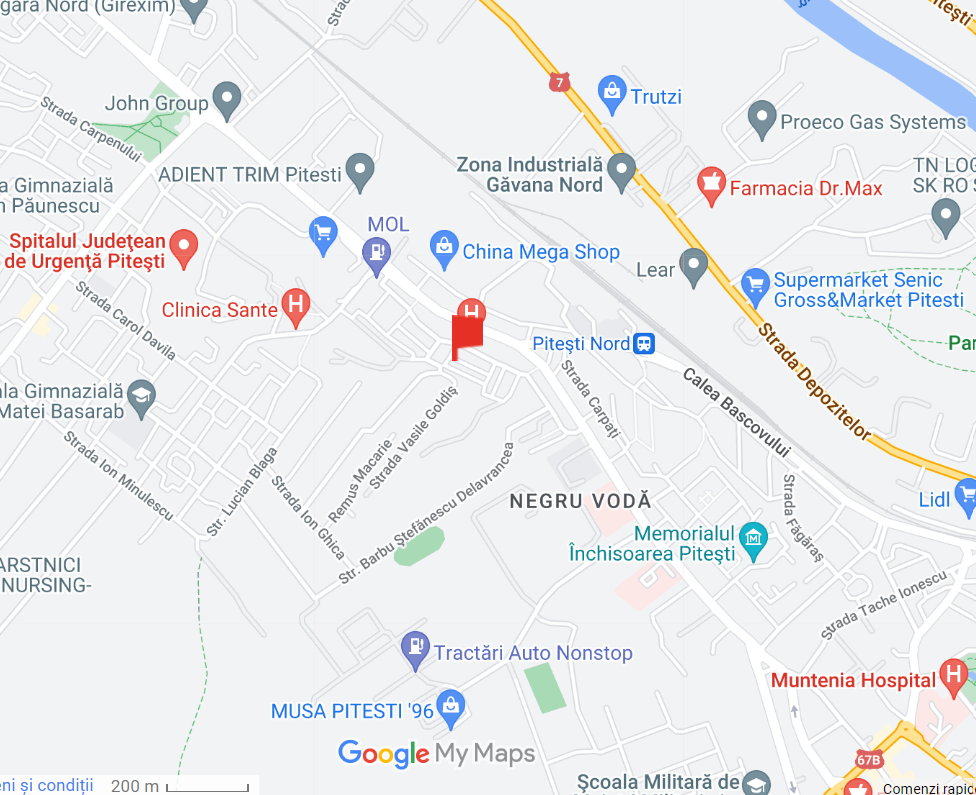 gara Nord (Girexim)
John Group
Strada Carpenului
ADIENT TRIM Pitesti
a Gimnazială
n Păunescu
Spitalul Județean
de Urgență Pitești
MOL
China Mega Shop
7
Trutzi
Proeco Gas Systems
Zona Industrială
Găvana Nord
Farmacia Dr.Max
TN LOG
SK RO S
Lear
Supermarket Senic
Gross&Market Pitesti
Clinica Sante
H
H
Pitești Nord
Par
Strada Carol Davila
Strada Depozitelor
Calea Bascovului
Strada Carpați
ala Gimnazială
Matei Basarab
Strada Vasile Goldiș
Remus Macarie
Strada Ion Minulescu
Str. Lucian Blaga
Strada Ion Ghica
Str. Barbu Ștefănescu Delavrancea
NEGRU VODĂ
Strada Făgăraș
Lidl
Memorialul
Închisoarea Pitești
ARSTNICI
NURSING-
Strada Tache Ionescu
Tractări Auto Nonstop
Muntenia Hospital
H
MUSA PITESTI '96
Google My Maps
67B
Școala Militară de
eni și condiții
200 m
Comenzi rapic